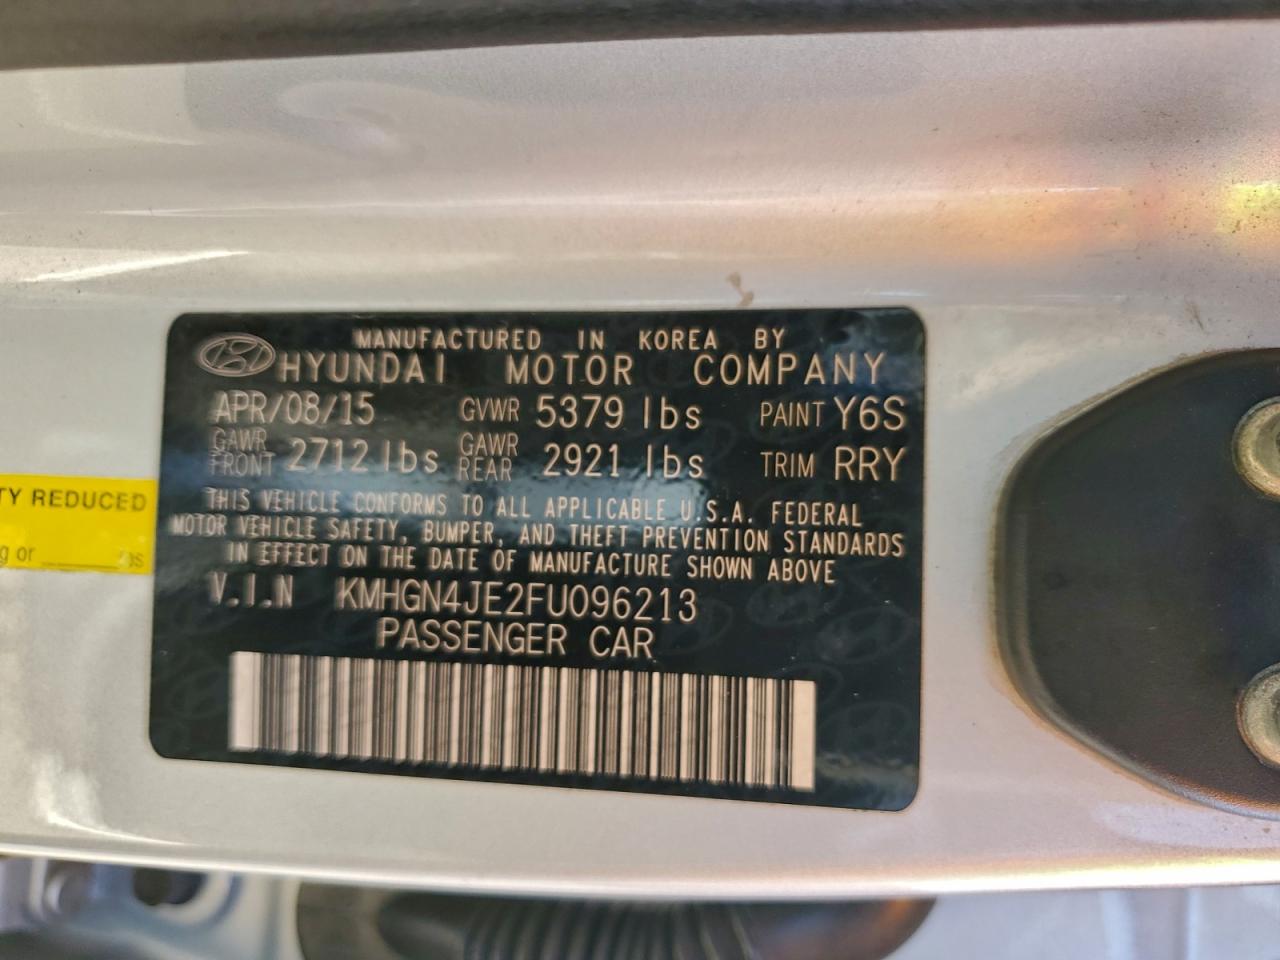 MANUFACTURED IN KOREA BY
HYUNDAI MOTOR COMPANY
APR/08/15 GVWR 5379 lbs PAINT Y6S
GAWR FRONT 2712 lbs GAWR REAR 2921 lbs TRIM RRY
THIS VEHICLE CONFORMS TO ALL APPLICABLE U.S.A. FEDERAL
MOTOR VEHICLE SAFETY, BUMPER, AND THEFT PREVENTION STANDARDS
IN EFFECT ON THE DATE OF MANUFACTURE SHOWN ABOVE
V.I.N KMHGN4JE2FU096213
PASSENGER CAR
TY REDUCED
g or